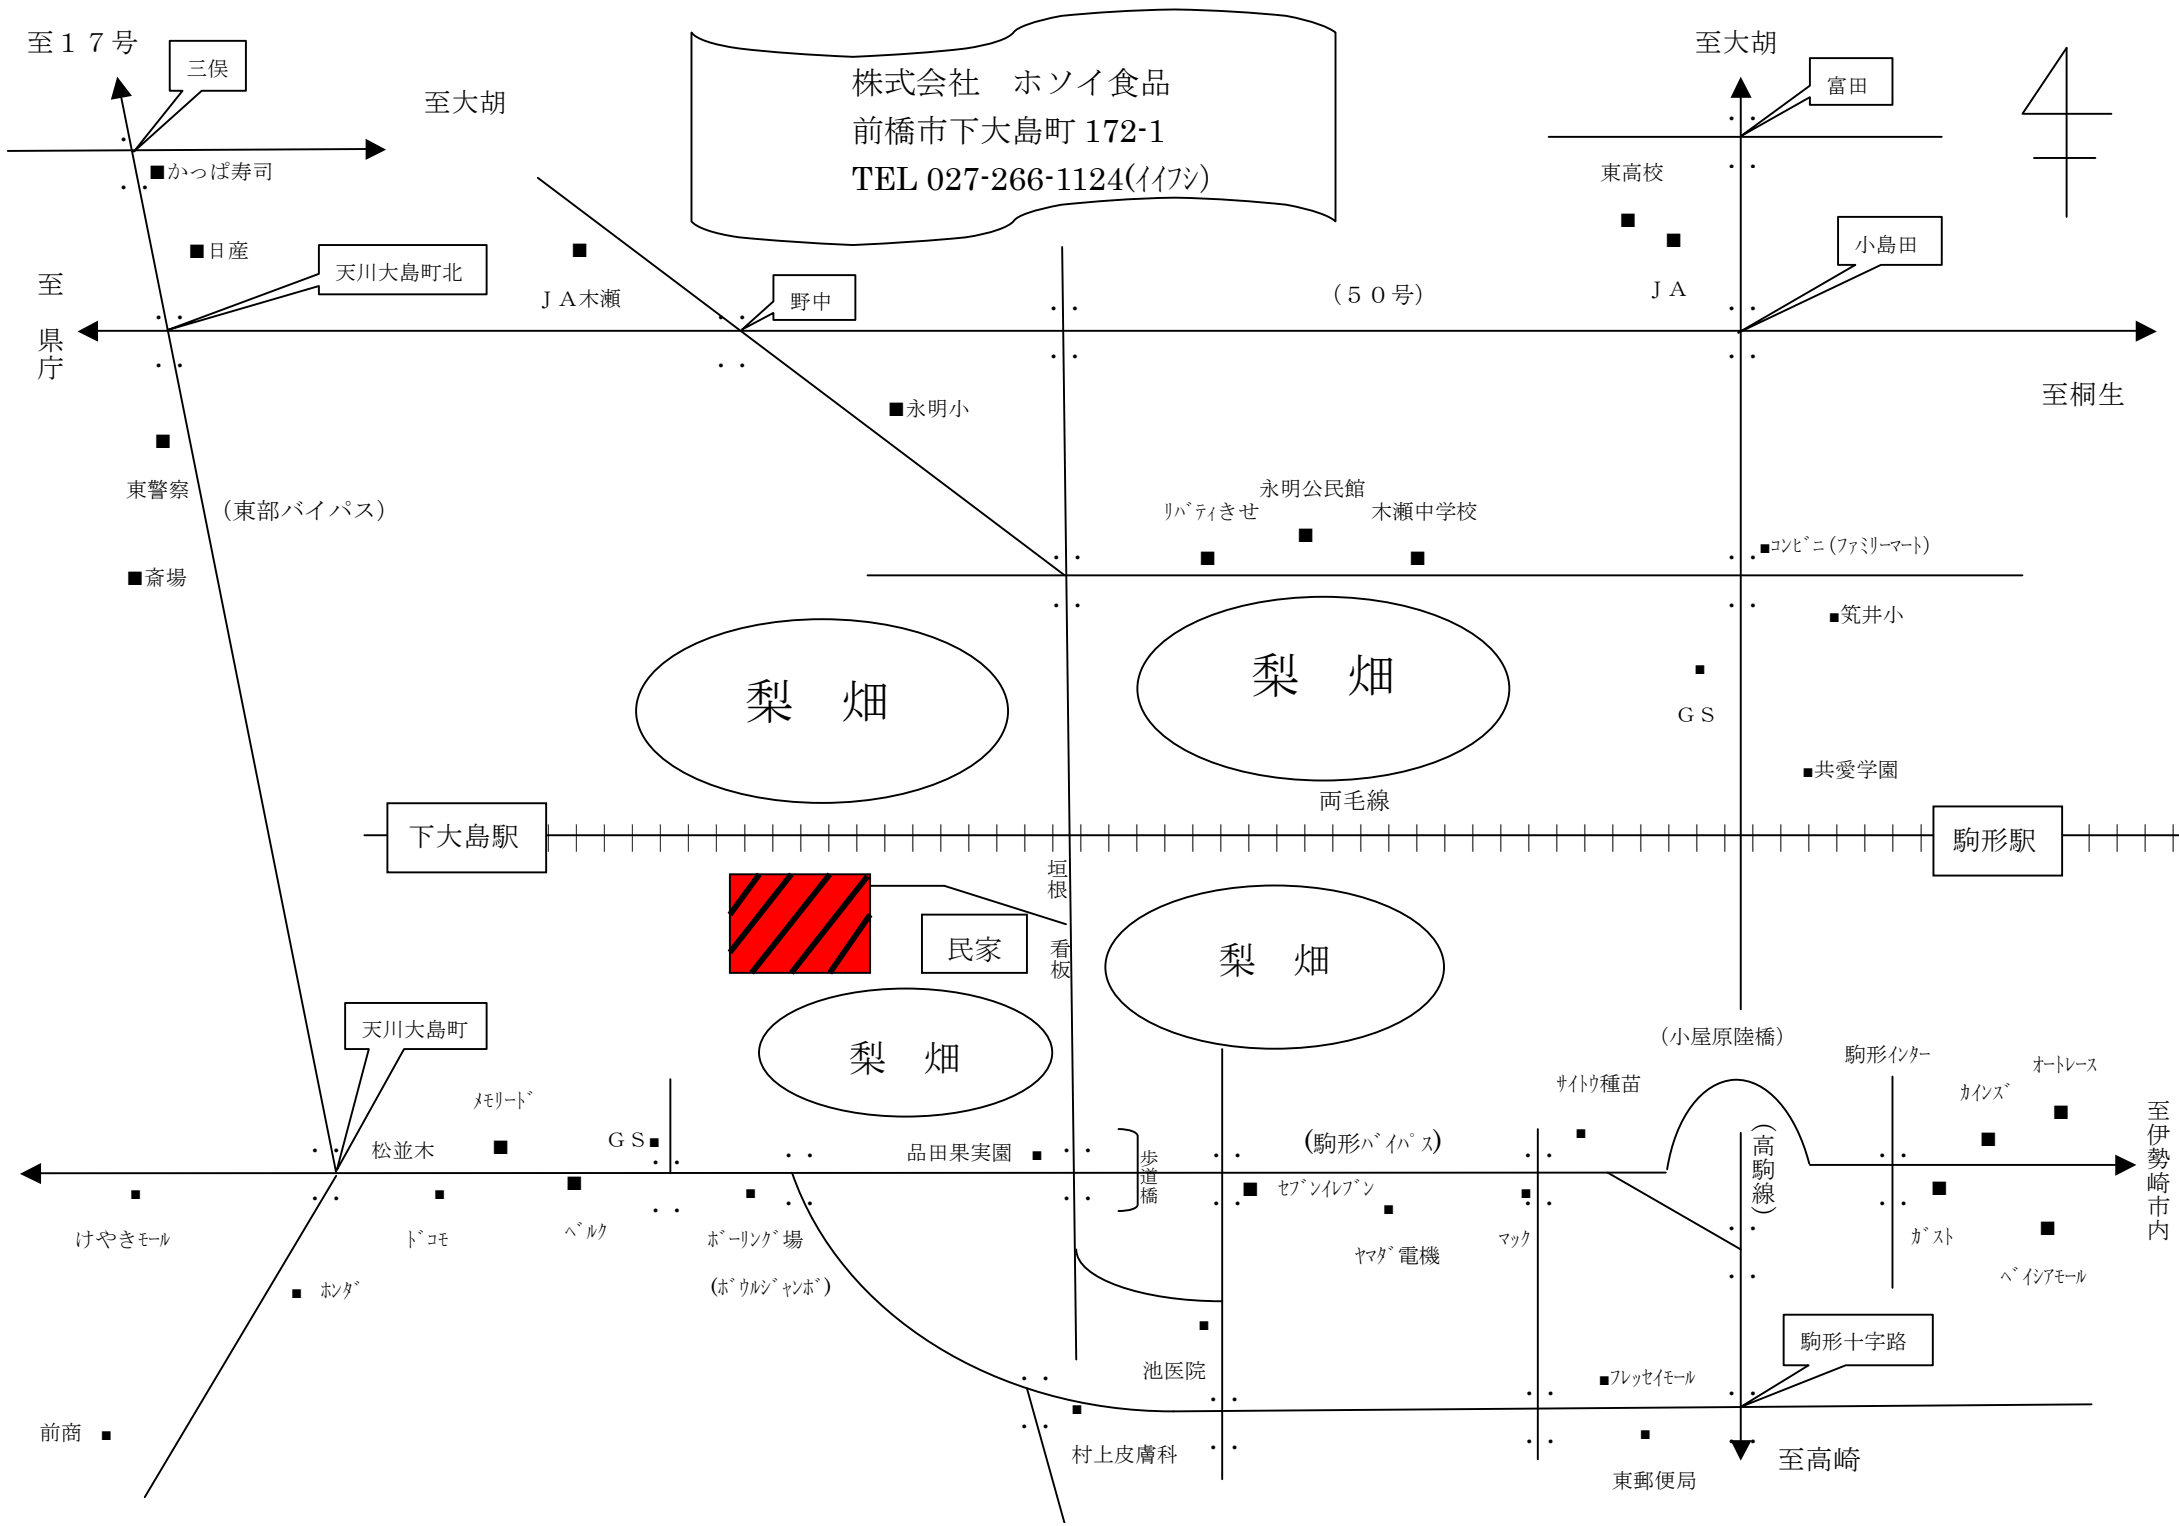 至１７号
三俣
至大胡
株式会社　ホソイ食品
前橋市下大島町 172-1
TEL 027-266-1124(ｲｲﾌｼ)
至大胡
富田
■かっぱ寿司
東高校
■日産
天川大島町北
ＪＡ木瀬
野中
（５０号）
ＪＡ
小島田
至　県庁
■永明小
至桐生
東警察
（東部バイパス）
ﾘﾊﾞﾃｨきせ
永明公民館
木瀬中学校
■ｺﾝﾋﾞﾆ(ﾌｧﾐﾘｰﾏｰﾄ)
■斎場
■筑井小
梨　畑
梨　畑
ＧＳ
■共愛学園
両毛線
下大島駅
駒形駅
垣根
民家
看板
梨　畑
梨　畑
天川大島町
（小屋原陸橋）
駒形ｲﾝﾀｰ
ｵｰﾄﾚｰｽ
ｶｲﾝｽﾞ
ｻｲﾄｳ種苗
ﾒﾓﾘｰﾄﾞ
松並木
ＧＳ
品田果実園
歩道橋
(駒形ﾊﾞｲﾊﾟｽ)
（高駒線）
至伊勢崎市内
けやきﾓｰﾙ
ﾄﾞｺﾓ
ﾍﾞﾙｸ
ﾎﾞｰﾘﾝｸﾞ場
(ﾎﾞｳﾙｼﾞｬﾝﾎﾞ)
ｾﾌﾞﾝｲﾚﾌﾞﾝ
ﾔﾏﾀﾞ電機
ﾏｯｸ
ｶﾞｽﾄ
ﾍﾞｲｼｱﾓｰﾙ
ﾎﾝﾀﾞ
駒形十字路
池医院
■ﾌﾚｯｾｲﾓｰﾙ
前商
村上皮膚科
東郵便局
至高崎